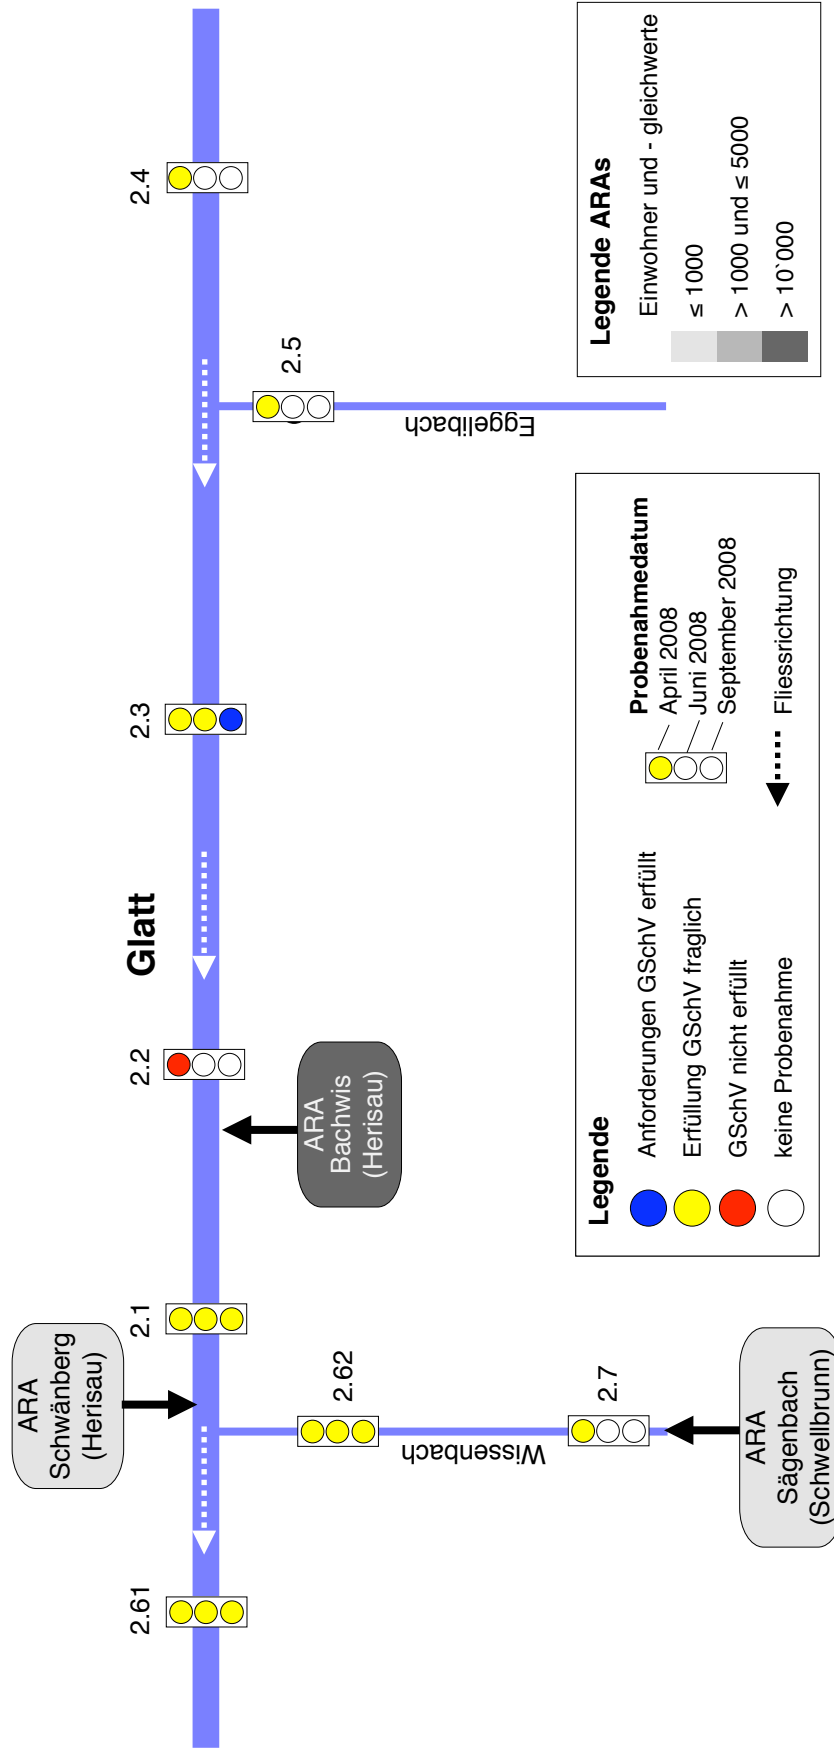 2.61
ARA
Schwänberg
(Herisau)
2.1
2.2
Glatt
2.3
2.4
2.62
Wissenbach
2.7
ARA
Sägenbach
(Schwellbrunn)
ARA
Bachwis
(Herisau)
2.5
Eggelibach
Legende
Anforderungen GSchV erfüllt
Erfüllung GSchV fraglich
GSchV nicht erfüllt
keine Probenahme
Probenahmedatum
April 2008
Juni 2008
September 2008
Fliessrichtung
Legende ARAs
Einwohner und - gleichwerte
≤ 1000
> 1000 und ≤ 5000
> 10`000